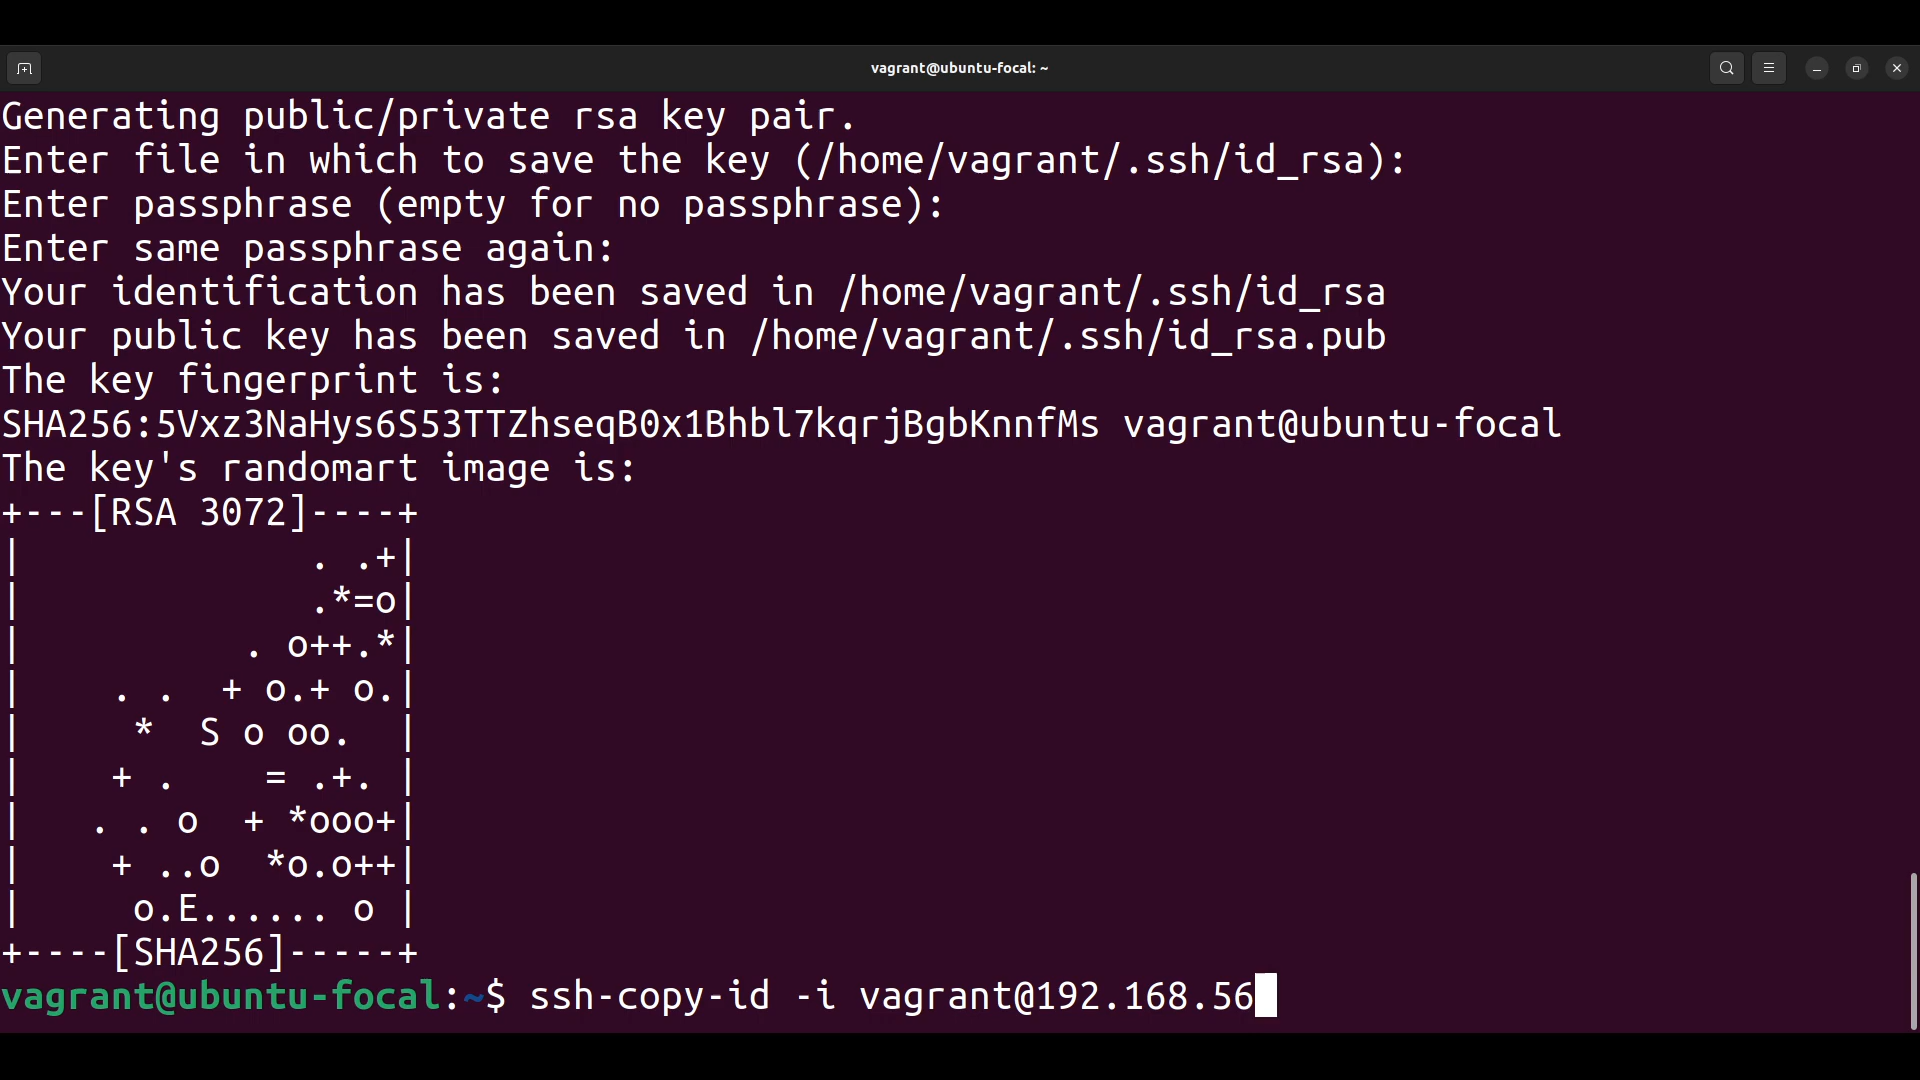 vagrant@ubuntu-focal: ~
Generating public/private rsa key pair.
Enter file in which to save the key (/home/vagrant/.ssh/id_rsa):
Enter passphrase (empty for no passphrase):
Enter same passphrase again:
Your identification has been saved in /home/vagrant/.ssh/id_rsa
Your public key has been saved in /home/vagrant/.ssh/id_rsa.pub
The key fingerprint is:
SHA256:5Vxz3NaHys6S53TTZhseqB0x1Bhbl7kqrjBgbKnnfMs vagrant@ubuntu-focal
The key's randomart image is:
+---[RSA 3072]----+
|              . .+|
|              .*=o|
|           . o++.*|
|     . .  + o.+ o.|
|      *  S o oo.  |
|     + .    = .+. |
|    . . o  + *ooo+|
|     + ..o  *o.o++|
|      o.E...... o |
+----[SHA256]-----+
vagrant@ubuntu-focal:~$ ssh-copy-id -i vagrant@192.168.56